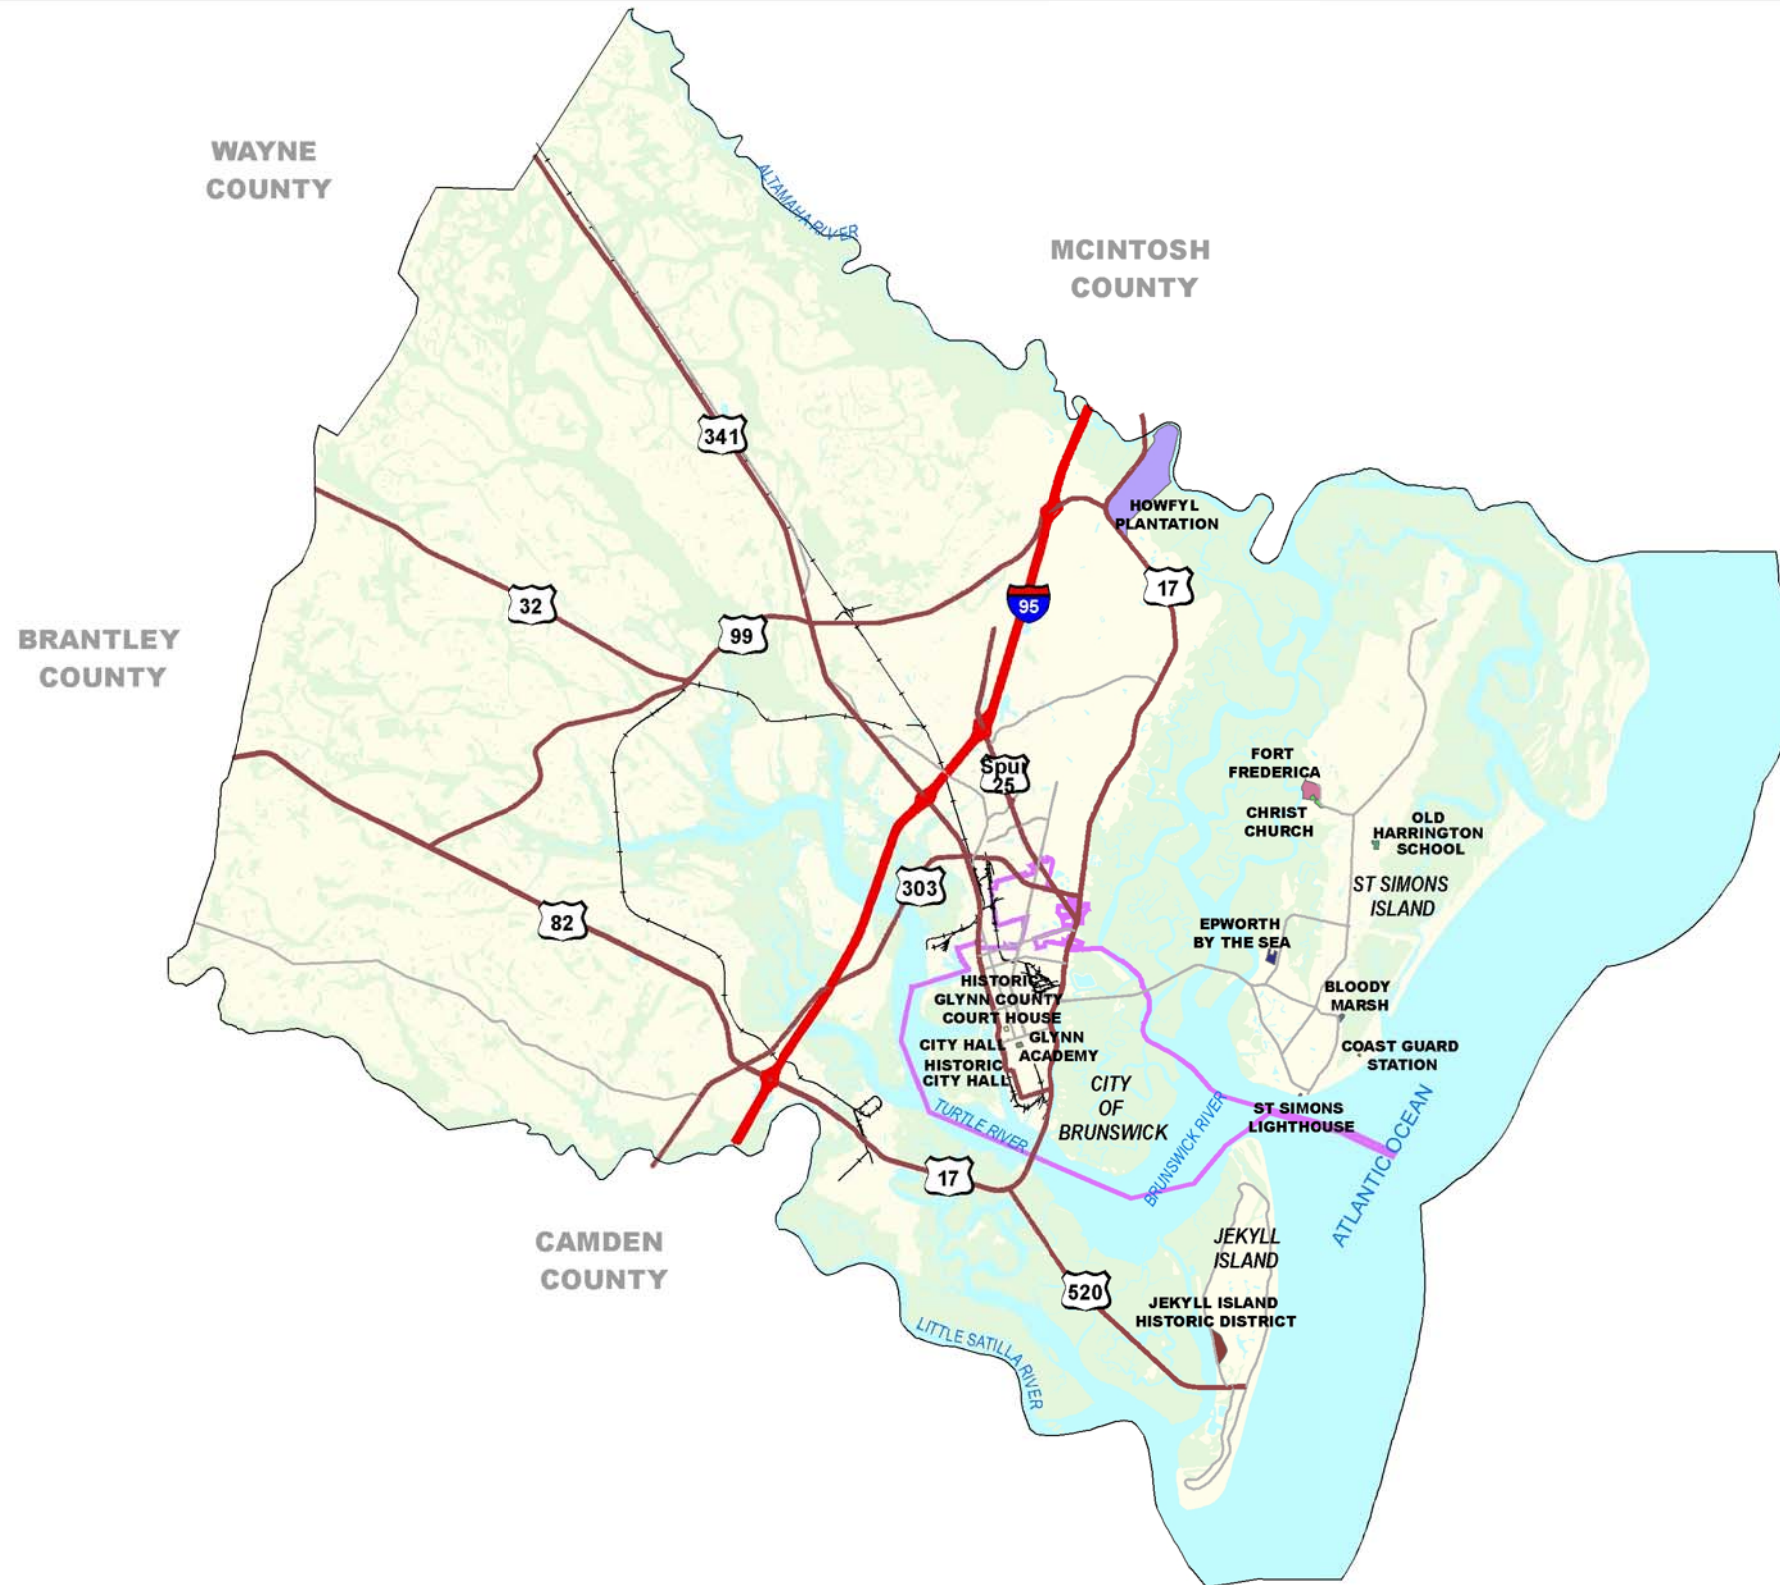 WAYNE
COUNTY
ALTAMAHA RIVER
MCINTOSH
COUNTY
341
HOWFYL
PLANTATION
32
95
17
99
BRANTLEY
COUNTY
Spur
25
FORT
FREDERICA
CHRIST
CHURCH
OLD
HARRINGTON
SCHOOL
303
ST SIMONS
ISLAND
82
EPWORTH
BY THE SEA
HISTORIC
GLYNN COUNTY
COURT HOUSE
BLOODY
MARSH
CITY HALL
GLYNN
ACADEMY
HISTORIC
CITY HALL
COAST GUARD
STATION
CITY
OF
BRUNSWICK
TURTLE RIVER
BRUNSWICK RIVER
ST SIMONS
LIGHTHOUSE
ATLANTIC OCEAN
17
CAMDEN
COUNTY
JEKYLL
ISLAND
520
JEKYLL ISLAND
HISTORIC DISTRICT
LITTLE SATILLA RIVER